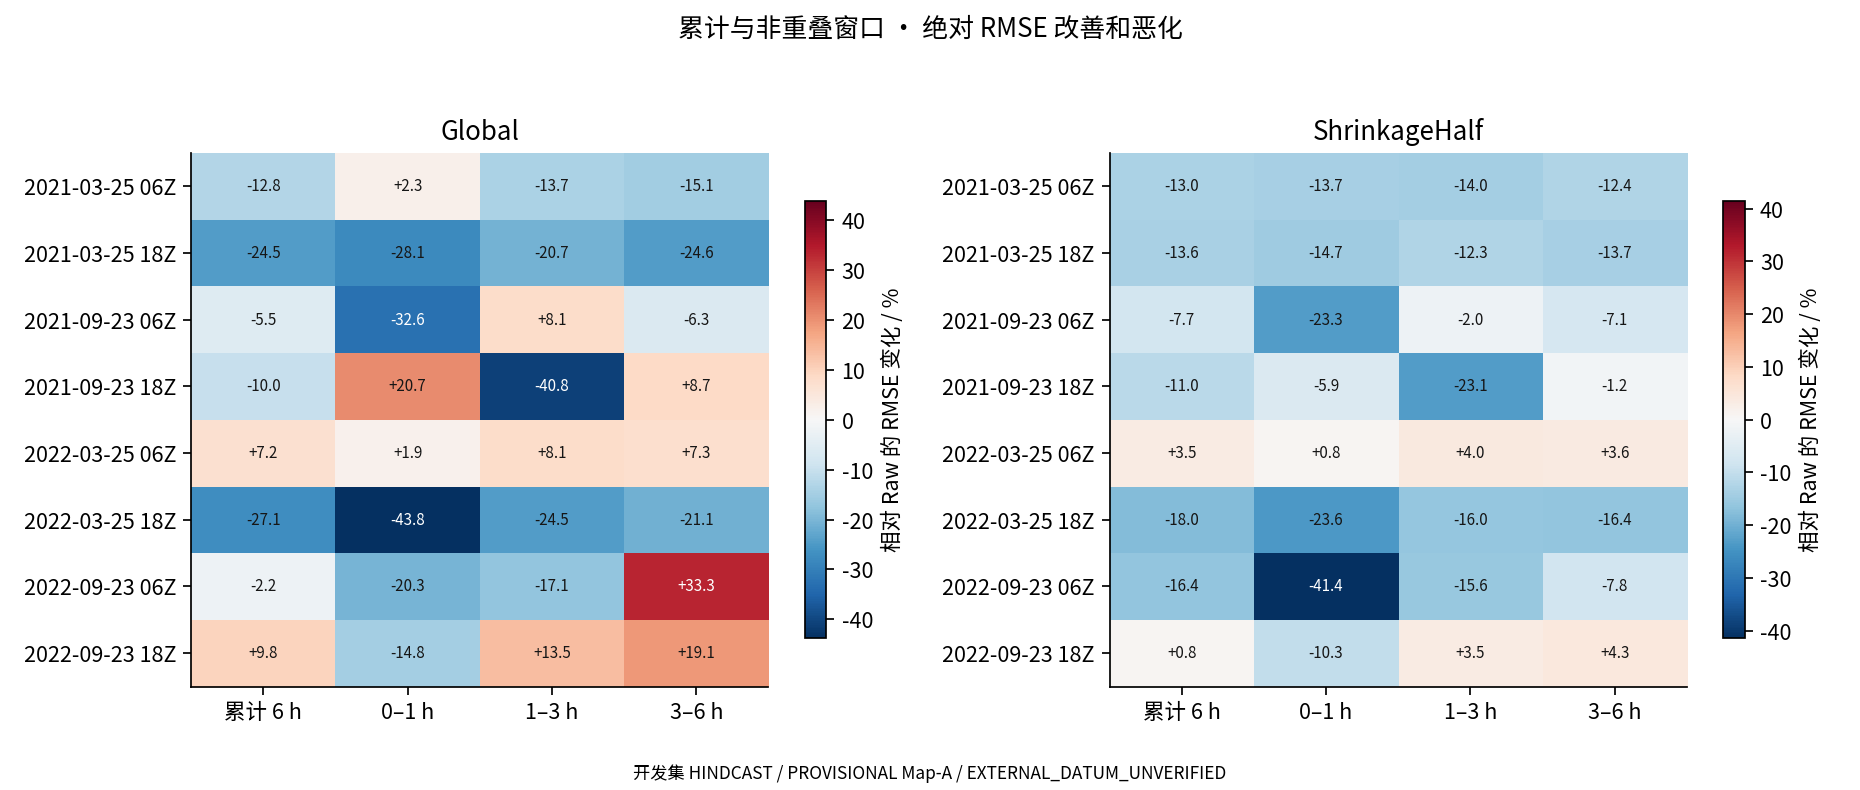 累计与非重叠窗口 · 绝对 RMSE 改善和恶化
Global
2021-03-25 06Z -12.8 +2.3 -13.7 -15.1
2021-03-25 18Z -24.5 -28.1 -20.7 -24.6
2021-09-23 06Z -5.5 -32.6 +8.1 -6.3
2021-09-23 18Z -10.0 +20.7 -40.8 +8.7
2022-03-25 06Z +7.2 +1.9 +8.1 +7.3
2022-03-25 18Z -27.1 -43.8 -24.5 -21.1
2022-09-23 06Z -2.2 -20.3 -17.1 +33.3
2022-09-23 18Z +9.8 -14.8 +13.5 +19.1
累计 6 h 0–1 h 1–3 h 3–6 h
40
30
20
10
0
-10
-20
-30
-40
相对 Raw 的 RMSE 变化 / %
ShrinkageHalf
2021-03-25 06Z -13.0 -13.7 -14.0 -12.4
2021-03-25 18Z -13.6 -14.7 -12.3 -13.7
2021-09-23 06Z -7.7 -23.3 -2.0 -7.1
2021-09-23 18Z -11.0 -5.9 -23.1 -1.2
2022-03-25 06Z +3.5 +0.8 +4.0 +3.6
2022-03-25 18Z -18.0 -23.6 -16.0 -16.4
2022-09-23 06Z -16.4 -41.4 -15.6 -7.8
2022-09-23 18Z +0.8 -10.3 +3.5 +4.3
累计 6 h 0–1 h 1–3 h 3–6 h
40
30
20
10
0
-10
-20
-30
-40
相对 Raw 的 RMSE 变化 / %
开发集 HINDCAST / PROVISIONAL Map-A / EXTERNAL_DATUM_UNVERIFIED